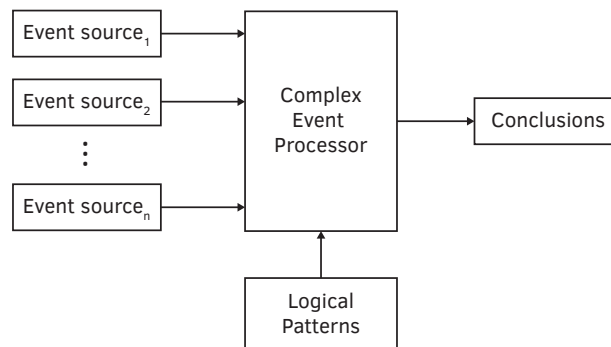 Event source₁
Event source₂
Event sourceₙ
Complex
Event
Processor
Conclusions
Logical
Patterns